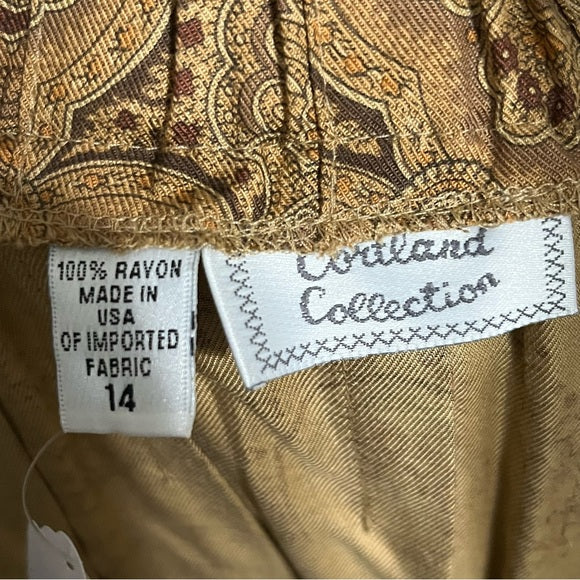 100% RAYON
MADE IN
USA
OF IMPORTED
FABRIC
14
Cortland
Collection